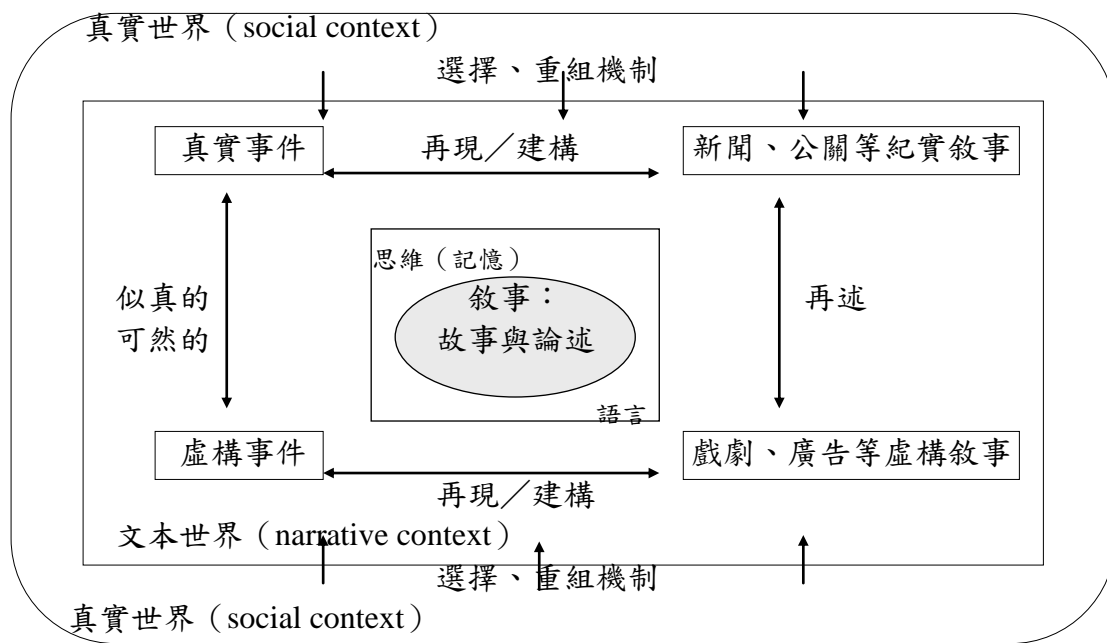 真實世界（social context）
選擇、重組機制
真實事件
再現／建構
新聞、公關等紀實敘事
思維（記憶）
敘事：
故事與論述
語言
似真的
可然的
再述
虛構事件
再現／建構
戲劇、廣告等虛構敘事
文本世界（narrative context）
選擇、重組機制
真實世界（social context）